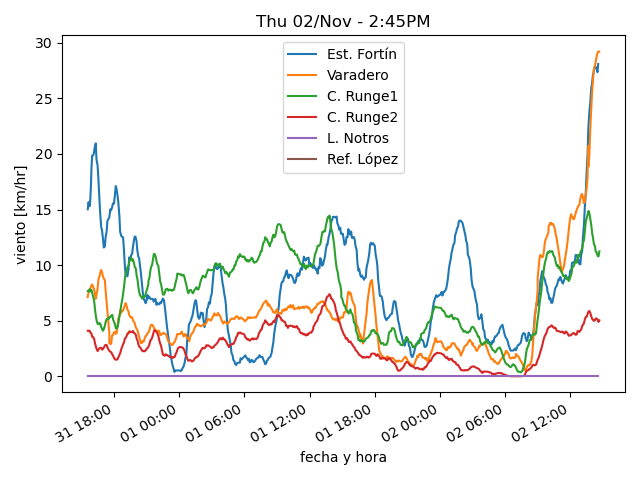 Thu 02/Nov - 2:45PM
Est. Fortín
Varadero
C. Runge1
C. Runge2
L. Notros
Ref. López
viento [km/hr]
30
25
20
15
10
5
0
31 18:00
01 00:00
01 06:00
01 12:00
01 18:00
02 00:00
02 06:00
02 12:00
fecha y hora